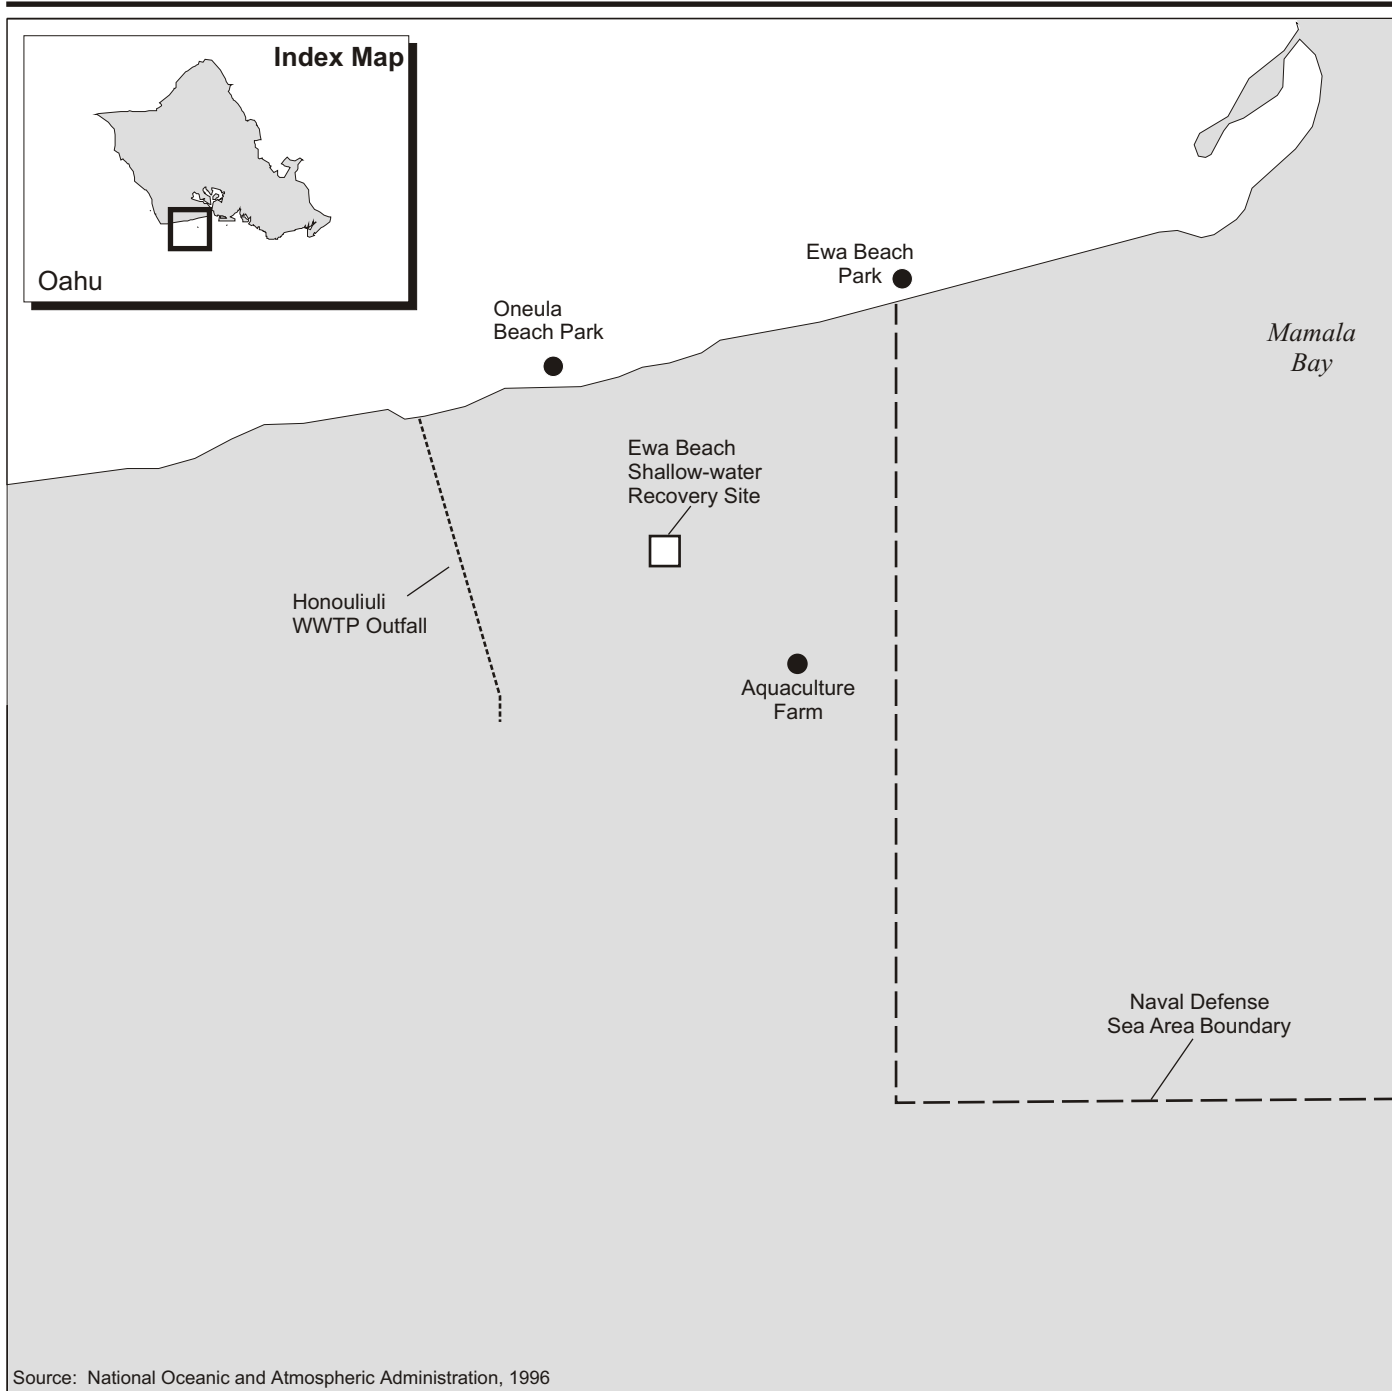 Index Map
Oahu
Ewa Beach
Park
Oneula
Beach Park
Mamala
Bay
Ewa Beach
Shallow-water
Recovery Site
Honouliuli
WWTP Outfall
Aquaculture
Farm
Naval Defense
Sea Area Boundary
Source: National Oceanic and Atmospheric Administration, 1996